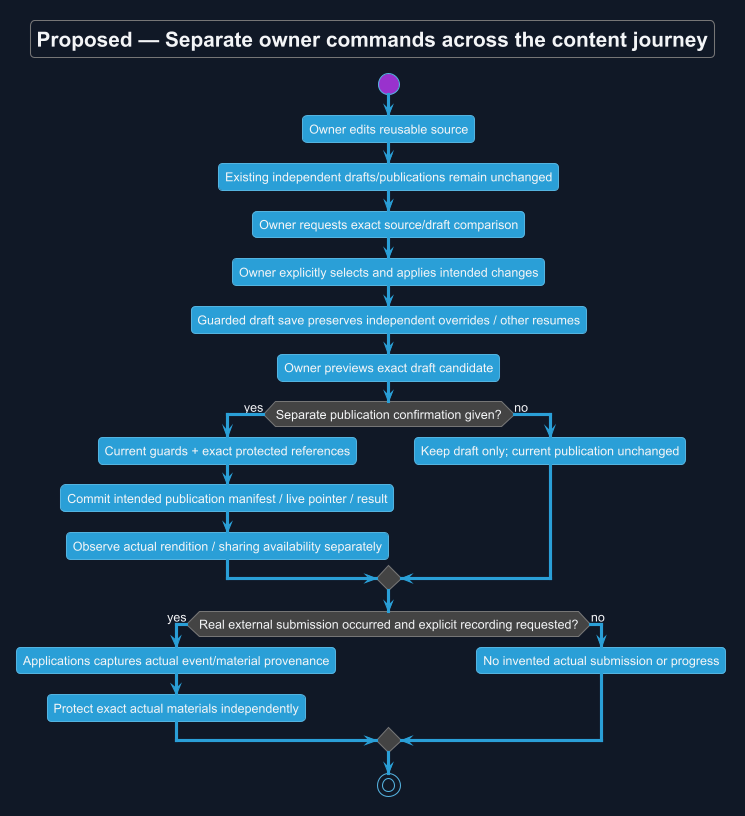 Proposed — Separate owner commands across the content journey
Owner edits reusable source
Existing independent drafts/publications remain unchanged
Owner requests exact source/draft comparison
Owner explicitly selects and applies intended changes
Guarded draft save preserves independent overrides / other resumes
Owner previews exact draft candidate
yes
Separate publication confirmation given?
no
Current guards + exact protected references
Keep draft only; current publication unchanged
Commit intended publication manifest / live pointer / result
Observe actual rendition / sharing availability separately
yes
Real external submission occurred and explicit recording requested?
no
Applications captures actual event/material provenance
No invented actual submission or progress
Protect exact actual materials independently